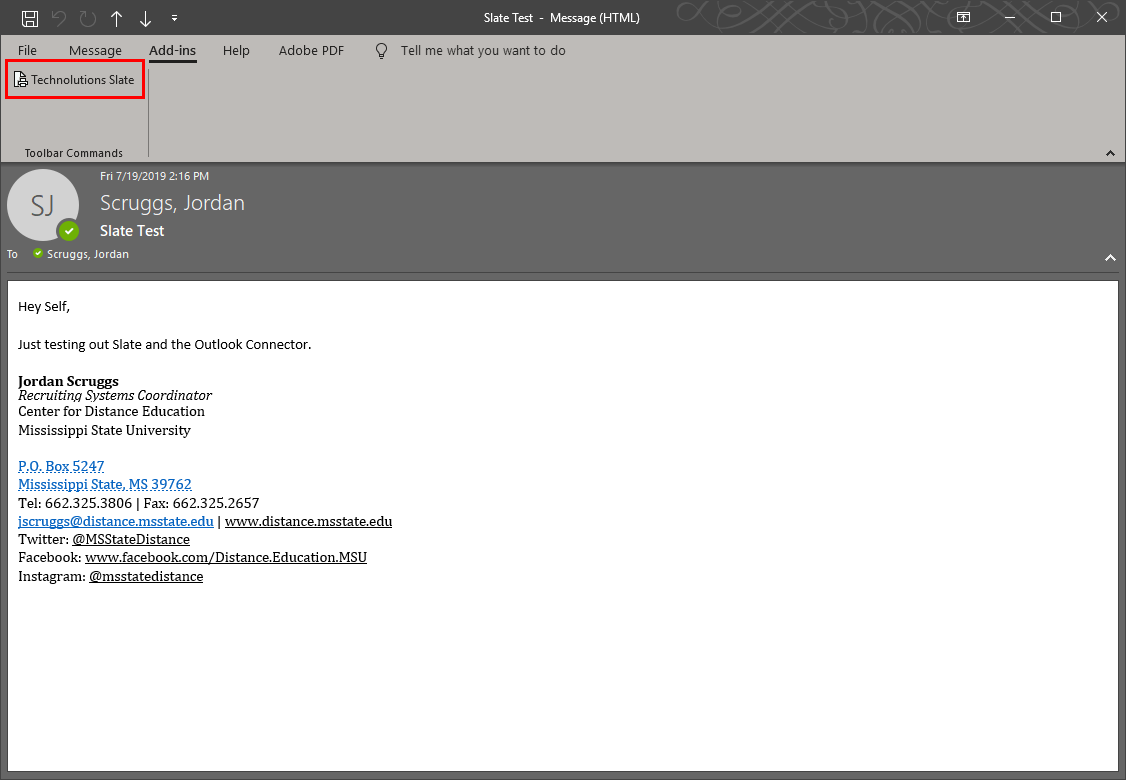 Slate Test - Message (HTML)
File Message Add-ins Help Adobe PDF Tell me what you want to do
Technolutions Slate
Toolbar Commands
SJ
Fri 7/19/2019 2:16 PM
Scruggs, Jordan
Slate Test
To Scruggs, Jordan
Hey Self,
Just testing out Slate and the Outlook Connector.
Jordan Scruggs
Recruiting Systems Coordinator
Center for Distance Education
Mississippi State University
P.O. Box 5247
Mississippi State, MS 39762
Tel: 662.325.3806 | Fax: 662.325.2657
jscruggs@distance.msstate.edu | www.distance.msstate.edu
Twitter: @MSStateDistance
Facebook: www.facebook.com/Distance.Education.MSU
Instagram: @msstatedistance